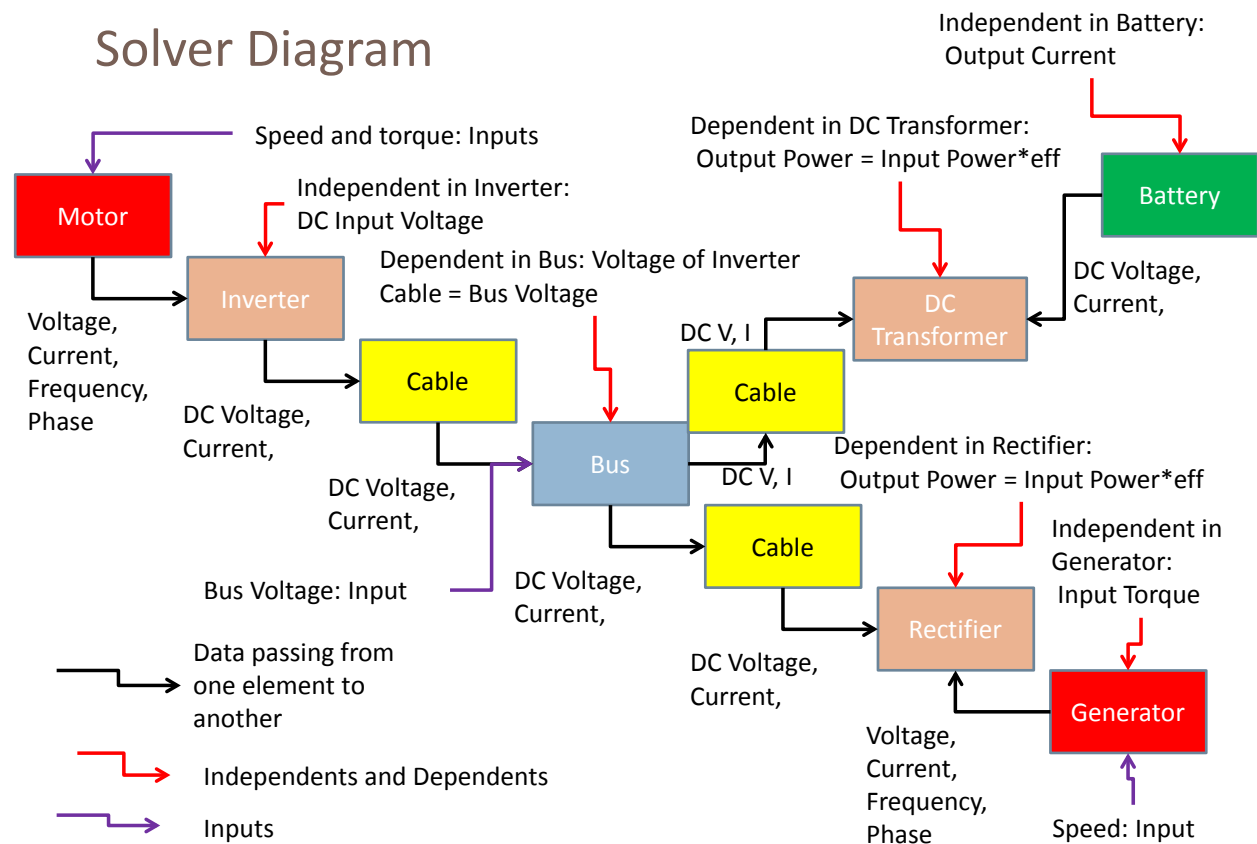 Solver Diagram
Independent in Battery:
Output Current
Speed and torque: Inputs
Dependent in DC Transformer:
Output Power = Input Power*eff
Motor
Independent in Inverter:
DC Input Voltage
Battery
Dependent in Bus: Voltage of Inverter
Cable = Bus Voltage
Inverter
DC
Transformer
DC Voltage,
Current,
Voltage,
Current,
Frequency,
Phase
DC V, I
Cable
Cable
DC Voltage,
Current,
Bus
DC V, I
Dependent in Rectifier:
Output Power = Input Power*eff
DC Voltage,
Current,
Cable
Independent in
Generator:
Input Torque
Bus Voltage: Input
DC Voltage,
Current,
Rectifier
Data passing from
one element to
another
DC Voltage,
Current,
Generator
Voltage,
Current,
Frequency,
Phase
Independents and Dependents
Inputs
Speed: Input